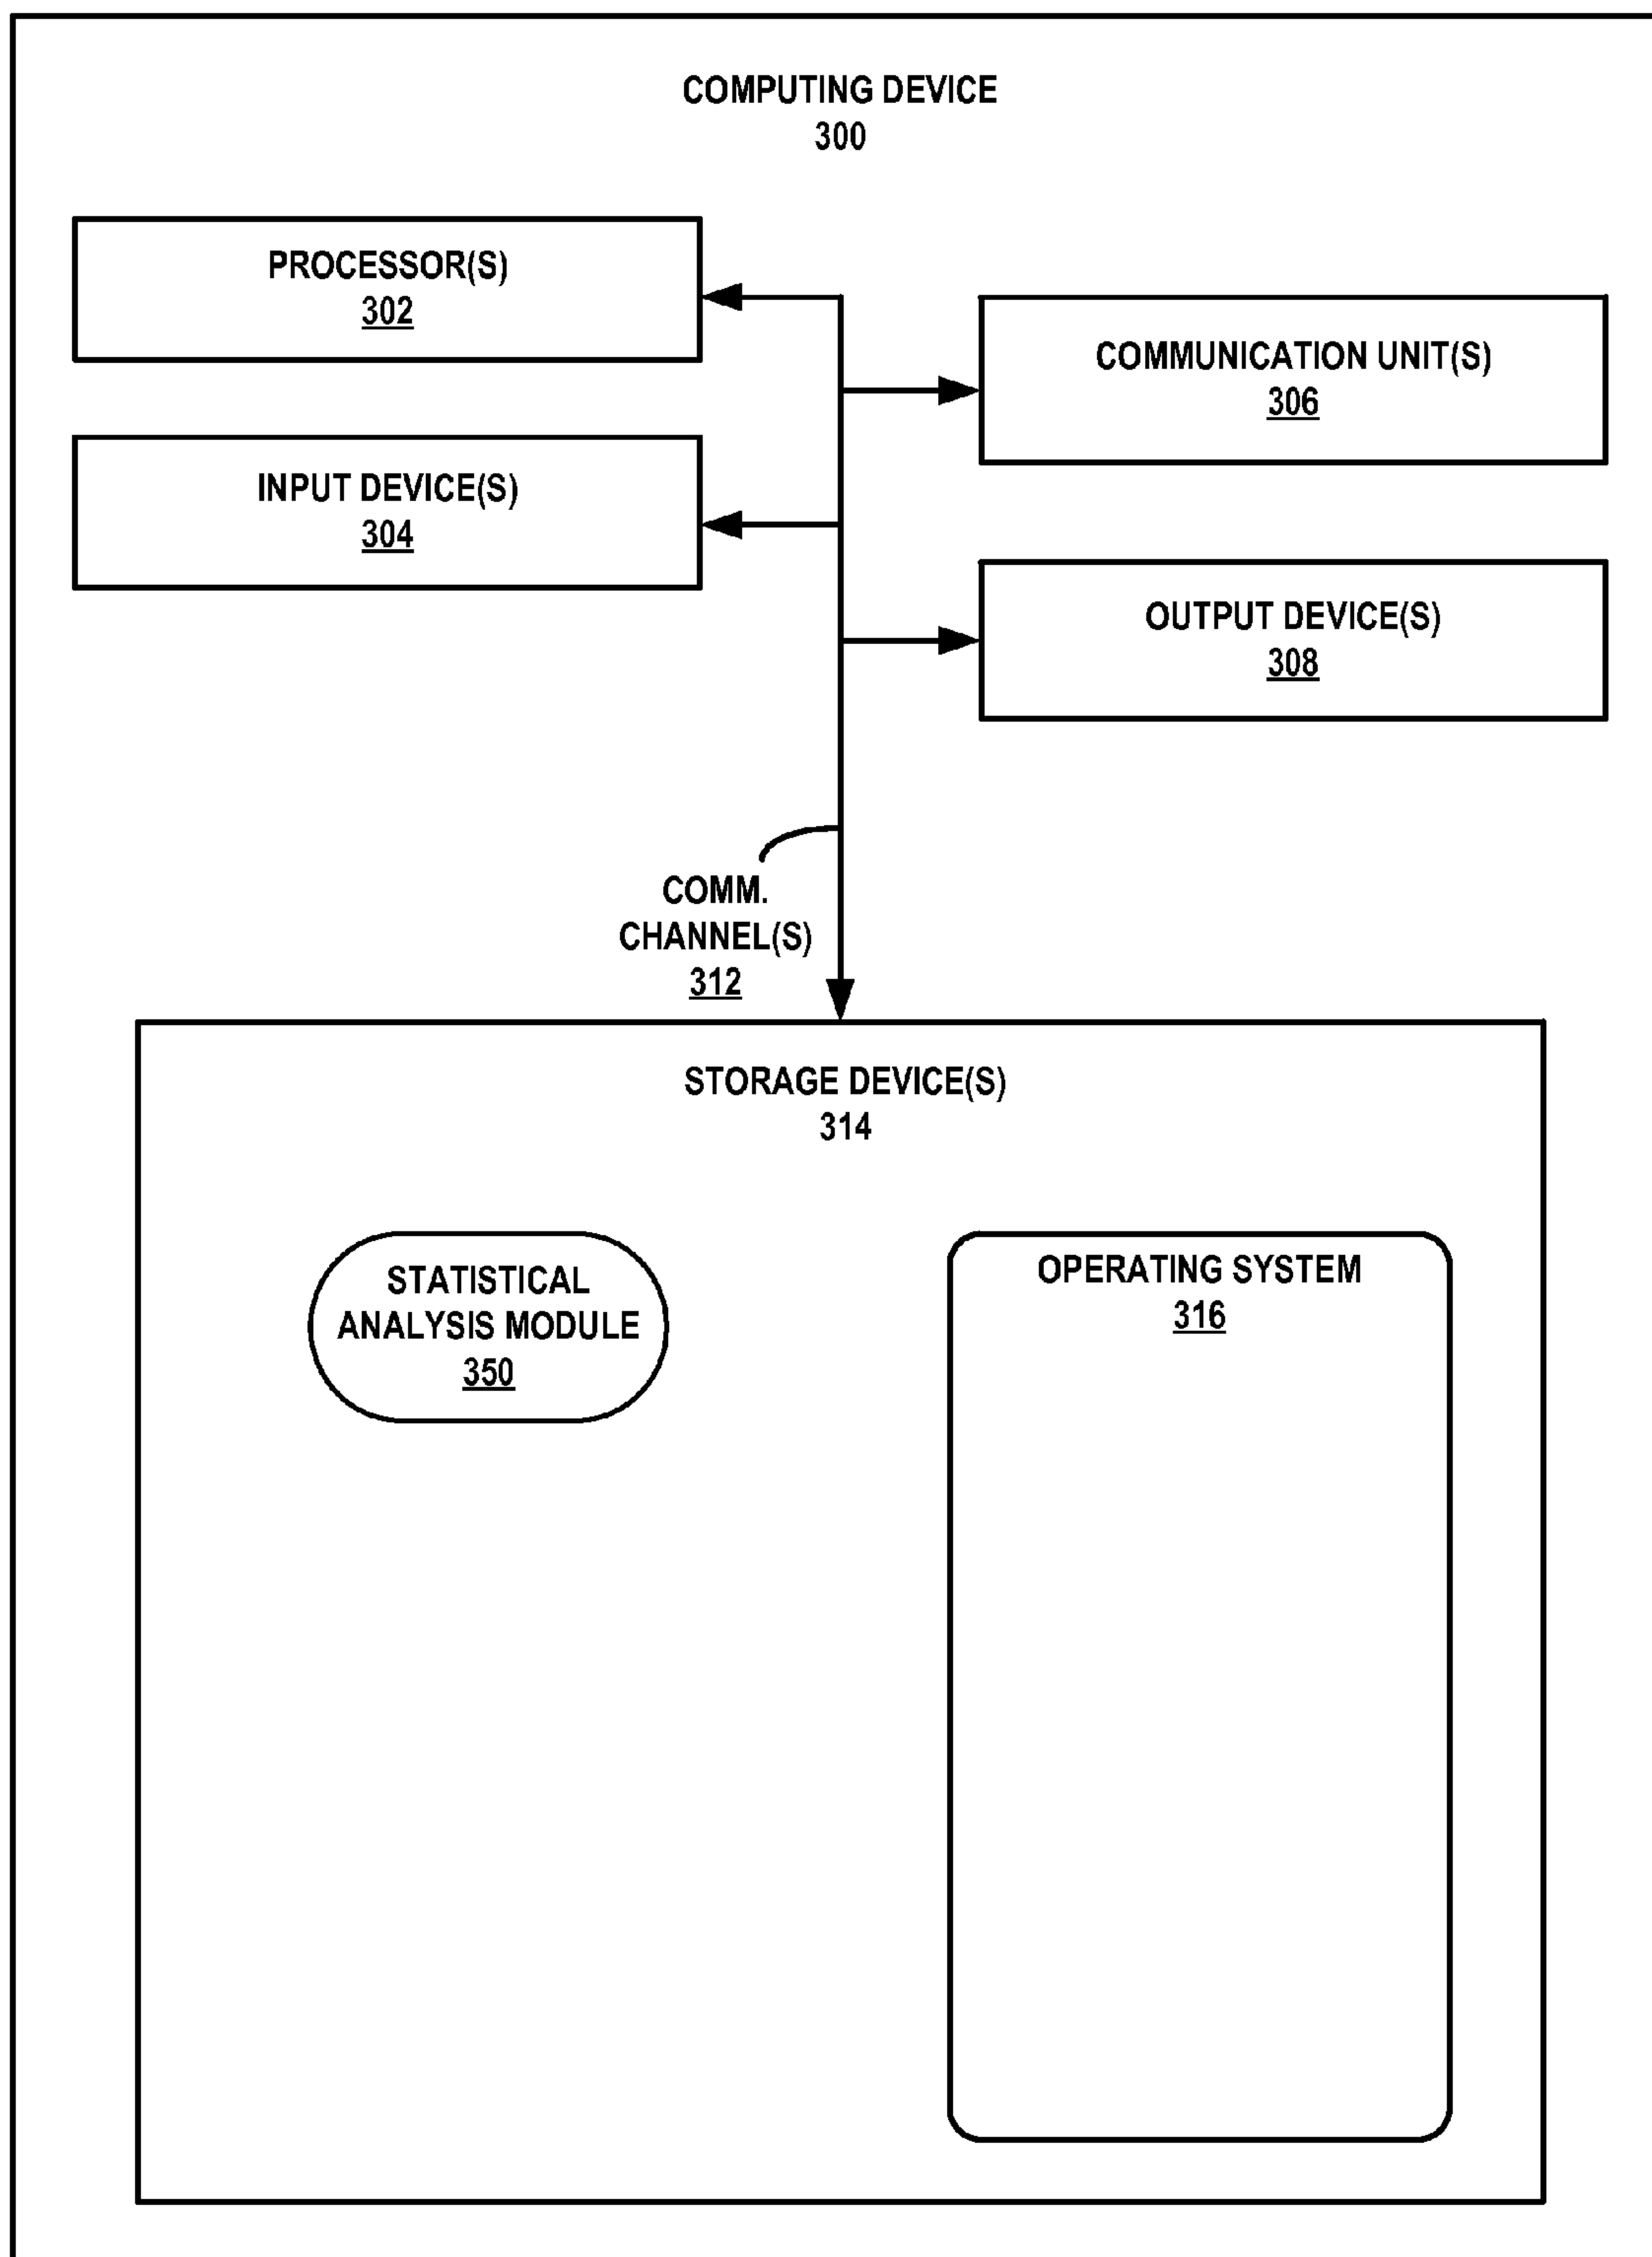 COMPUTING DEVICE
300
PROCESSOR(S)
302
COMMUNICATION UNIT(S)
306
INPUT DEVICE(S)
304
OUTPUT DEVICE(S)
308
COMM.
CHANNEL(S)
312
STORAGE DEVICE(S)
314
STATISTICAL
ANALYSIS MODULE
350
OPERATING SYSTEM
316